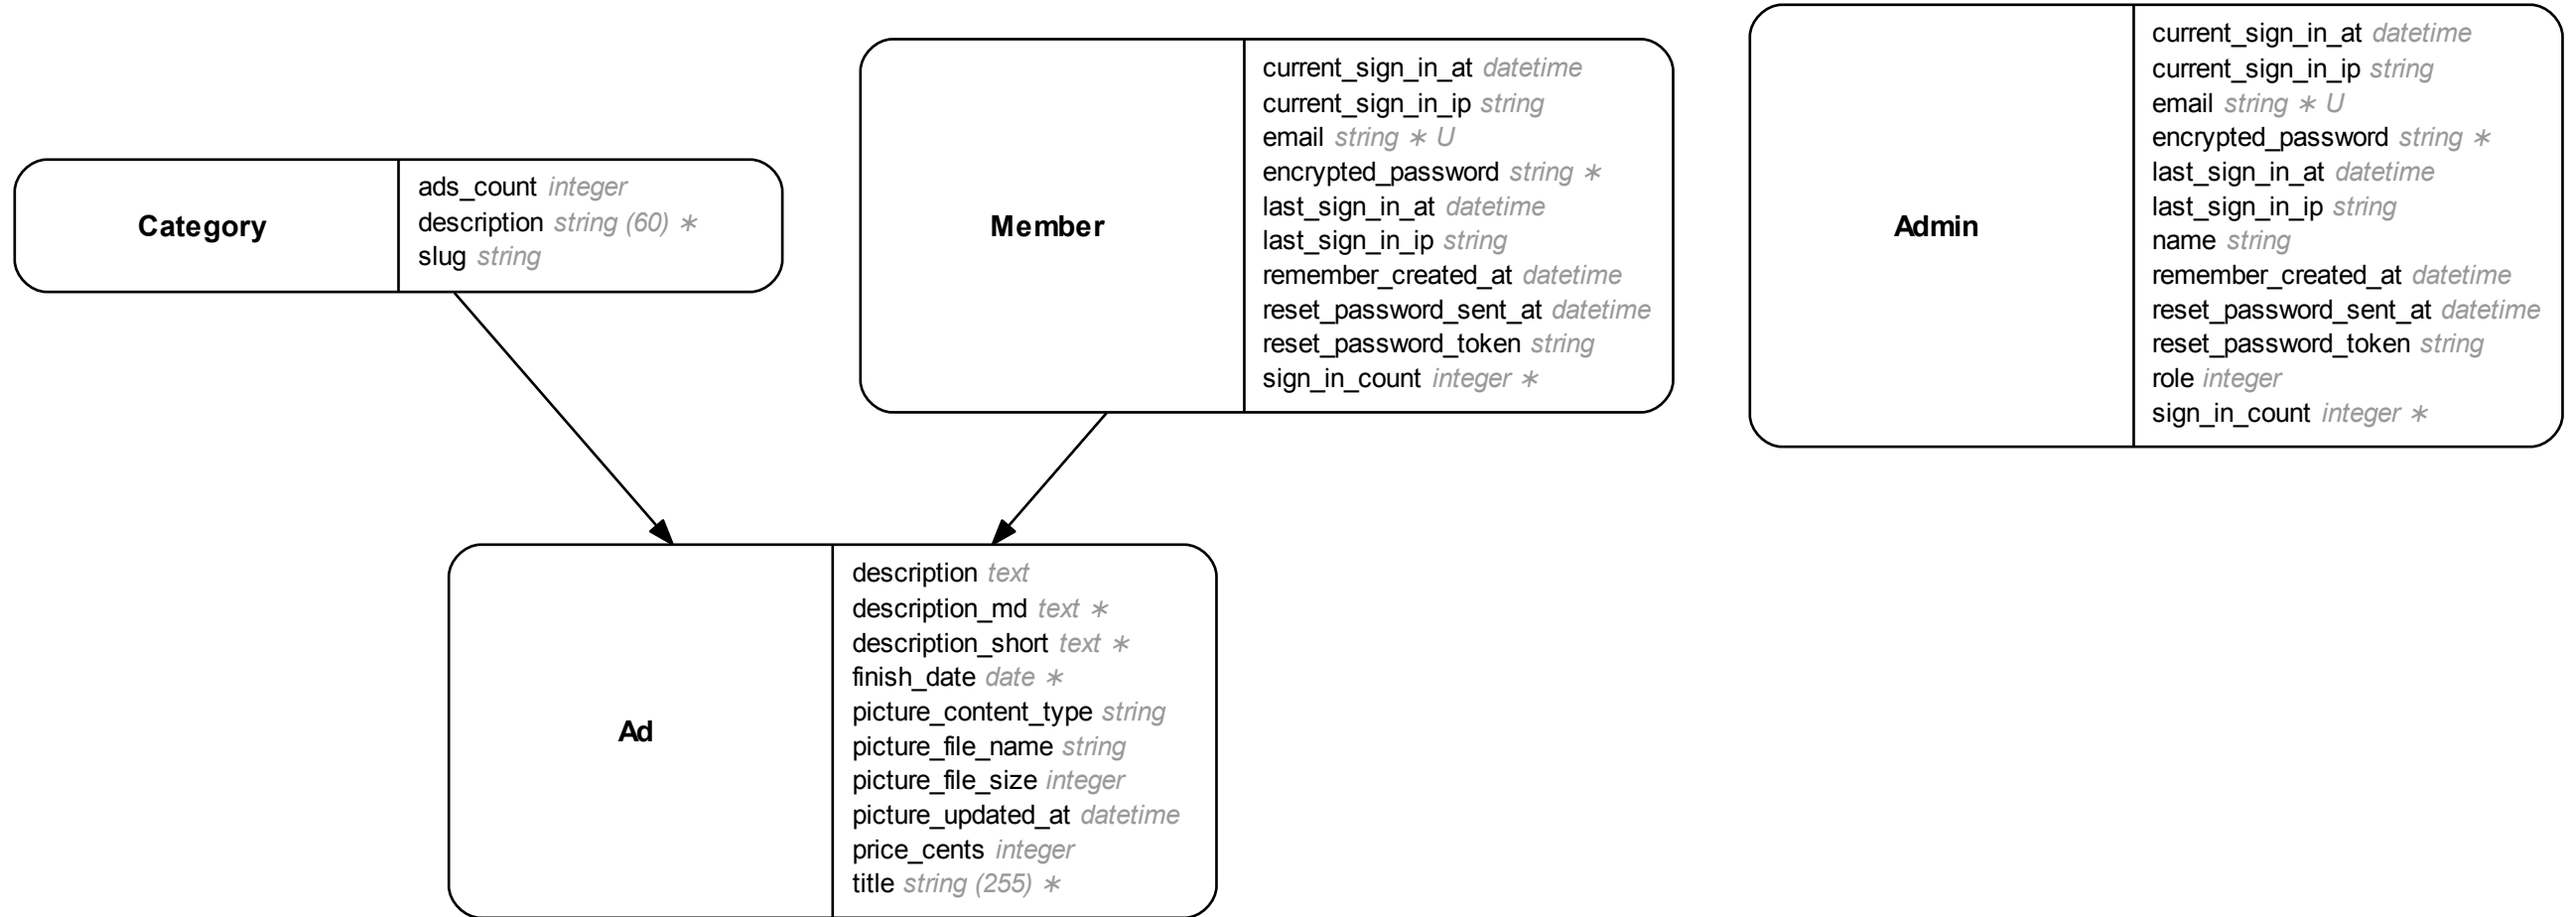 Category
ads_count integer
description string (60) ∗
slug string
Member
current_sign_in_at datetime
current_sign_in_ip string
email string ∗ U
encrypted_password string ∗
last_sign_in_at datetime
last_sign_in_ip string
remember_created_at datetime
reset_password_sent_at datetime
reset_password_token string
sign_in_count integer ∗
Admin
current_sign_in_at datetime
current_sign_in_ip string
email string ∗ U
encrypted_password string ∗
last_sign_in_at datetime
last_sign_in_ip string
name string
remember_created_at datetime
reset_password_sent_at datetime
reset_password_token string
role integer
sign_in_count integer ∗
Ad
description text
description_md text ∗
description_short text ∗
finish_date date ∗
picture_content_type string
picture_file_name string
picture_file_size integer
picture_updated_at datetime
price_cents integer
title string (255) ∗